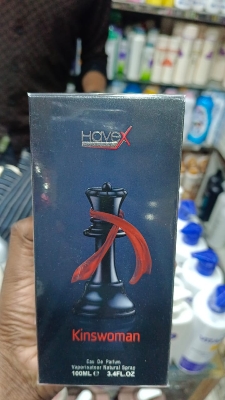 Havex
Kinswoman
Eau De Parfum
Vaporisateur Natural Spray
100ML ℮ 3.4FL.OZ